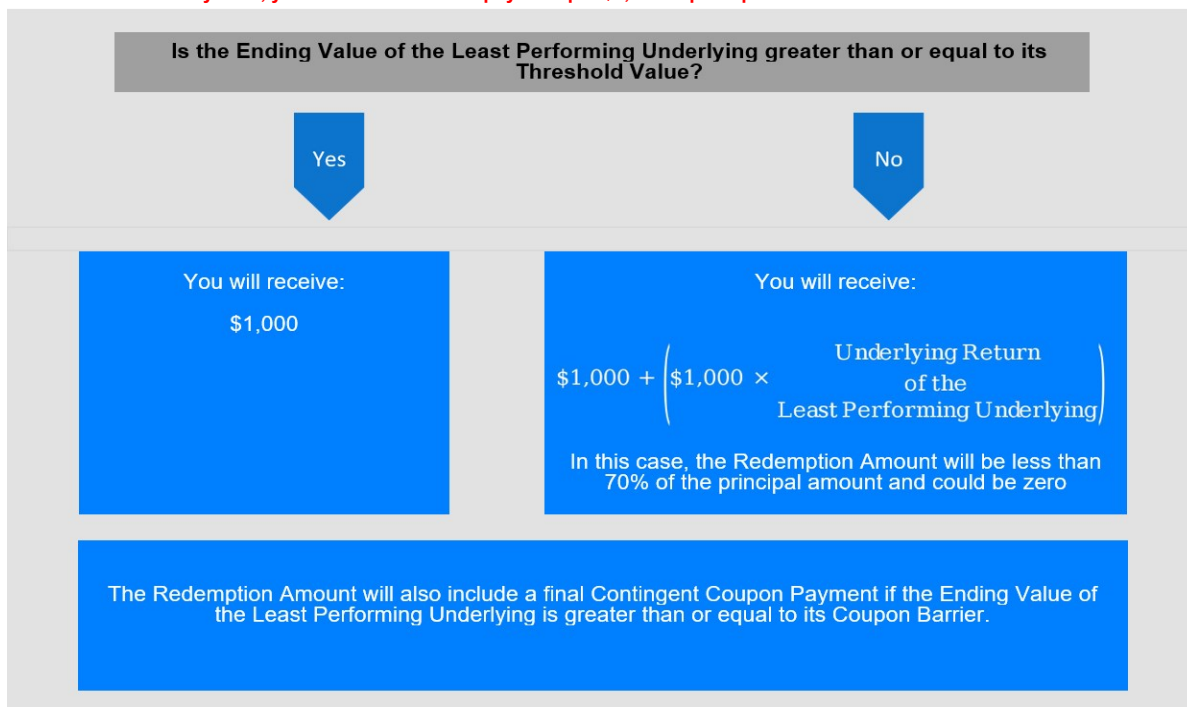 Is the Ending Value of the Least Performing Underlying greater than or equal to its
Threshold Value?
Yes
No
You will receive:
$1,000
You will receive:
$1,000 + ($1,000 × Underlying Return
of the
Least Performing Underlying)
In this case, the Redemption Amount will be less than
70% of the principal amount and could be zero
The Redemption Amount will also include a final Contingent Coupon Payment if the Ending Value of
the Least Performing Underlying is greater than or equal to its Coupon Barrier.